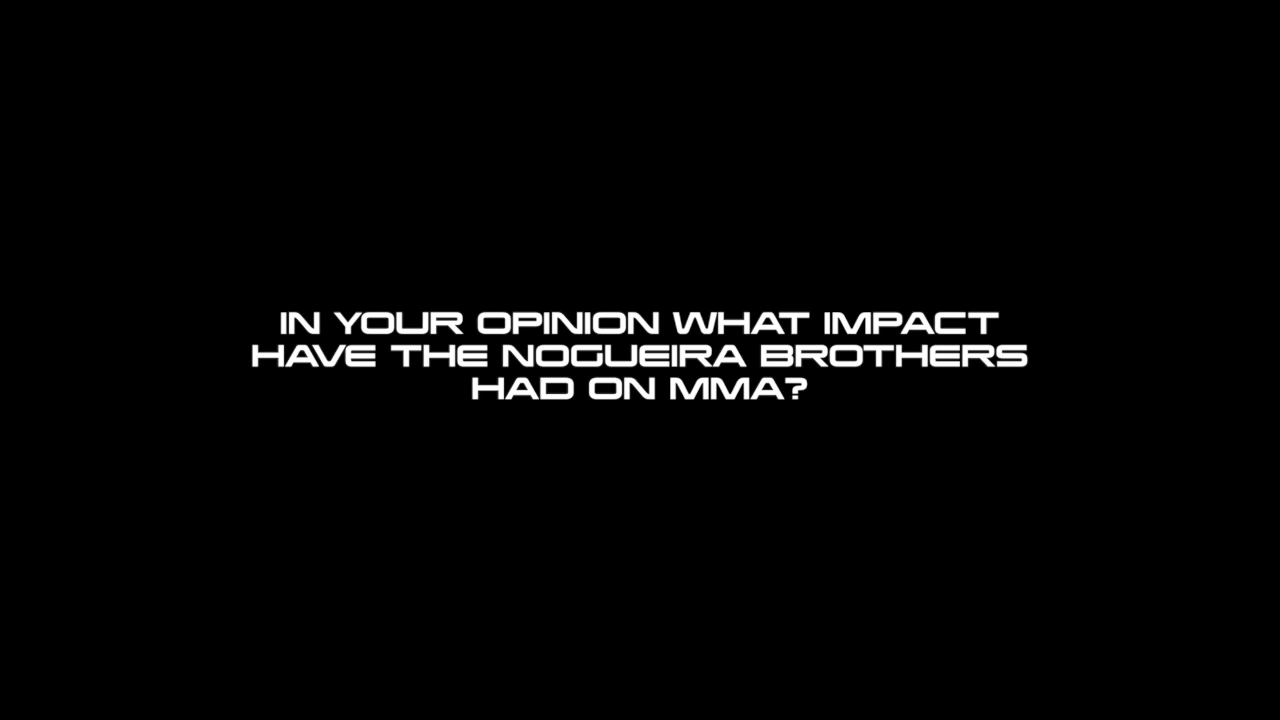 IN YOUR OPINION WHAT IMPACT
HAVE THE NOGUEIRA BROTHERS
HAD ON MMA?